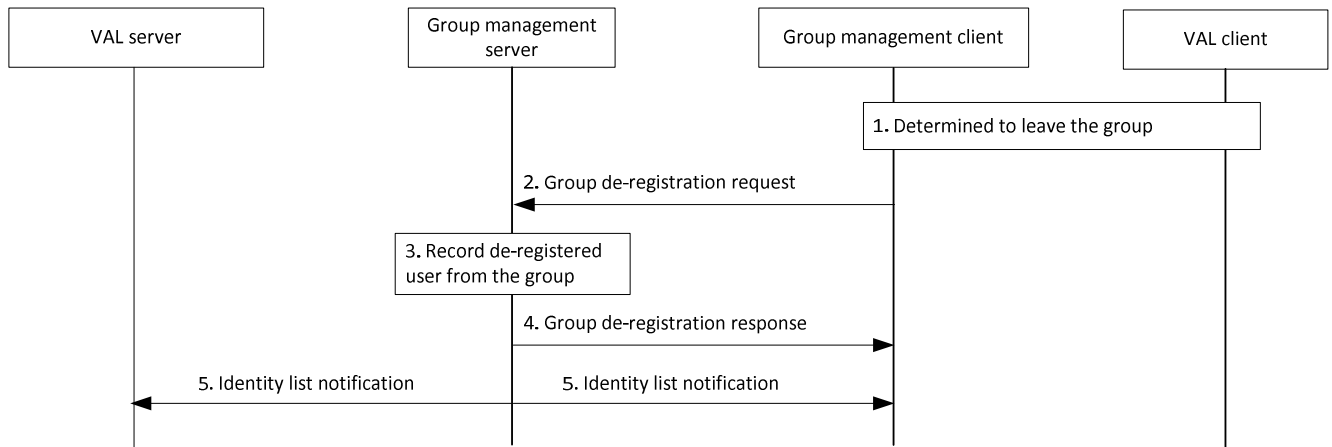 VAL server
Group management
server
Group management client
VAL client
1. Determined to leave the group
2. Group de-registration request
3. Record de-registered
user from the group
4. Group de-registration response
5. Identity list notification
5. Identity list notification